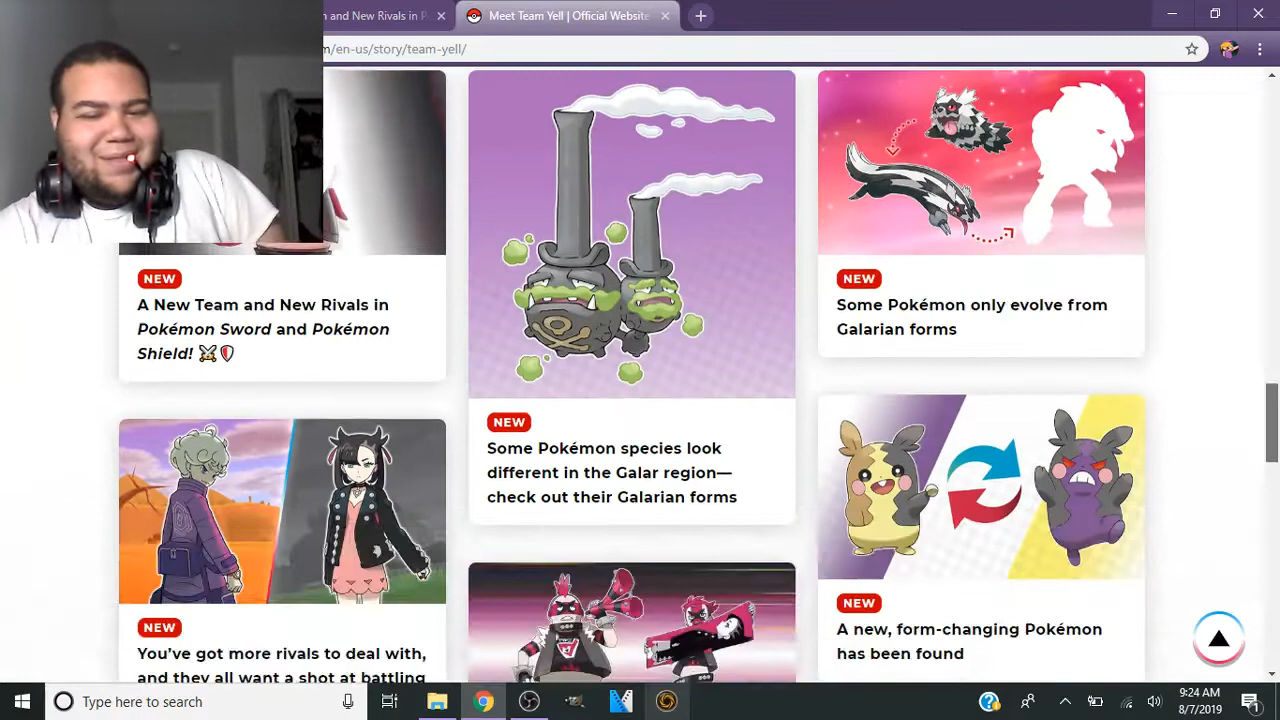 n and New Rivals in P
Meet Team Yell | Official Website
m/en-us/story/team-yell/
NEW
A New Team and New Rivals in
Pokémon Sword and Pokémon
Shield! ⚔️🛡️
NEW
Some Pokémon species look
different in the Galar region—
check out their Galarian forms
NEW
Some Pokémon only evolve from
Galarian forms
NEW
You’ve got more rivals to deal with,
and they all want a shot at battling
NEW
A new, form-changing Pokémon
has been found
Type here to search
9:24 AM
8/7/2019